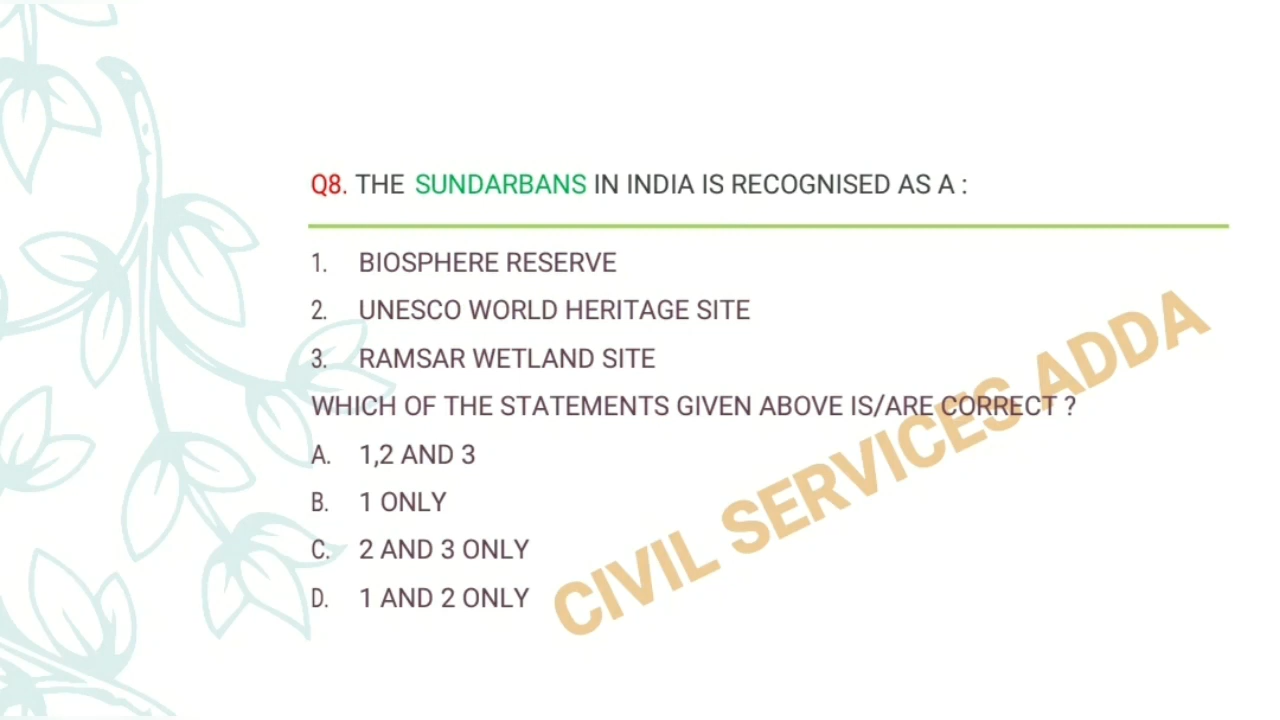 Q8. THE SUNDARBANS IN INDIA IS RECOGNISED AS A :
1. BIOSPHERE RESERVE
2. UNESCO WORLD HERITAGE SITE
3. RAMSAR WETLAND SITE
WHICH OF THE STATEMENTS GIVEN ABOVE IS/ARE CORRECT ?
A. 1,2 AND 3
B. 1 ONLY
C. 2 AND 3 ONLY
D. 1 AND 2 ONLY
CIVIL SERVICES ADDA